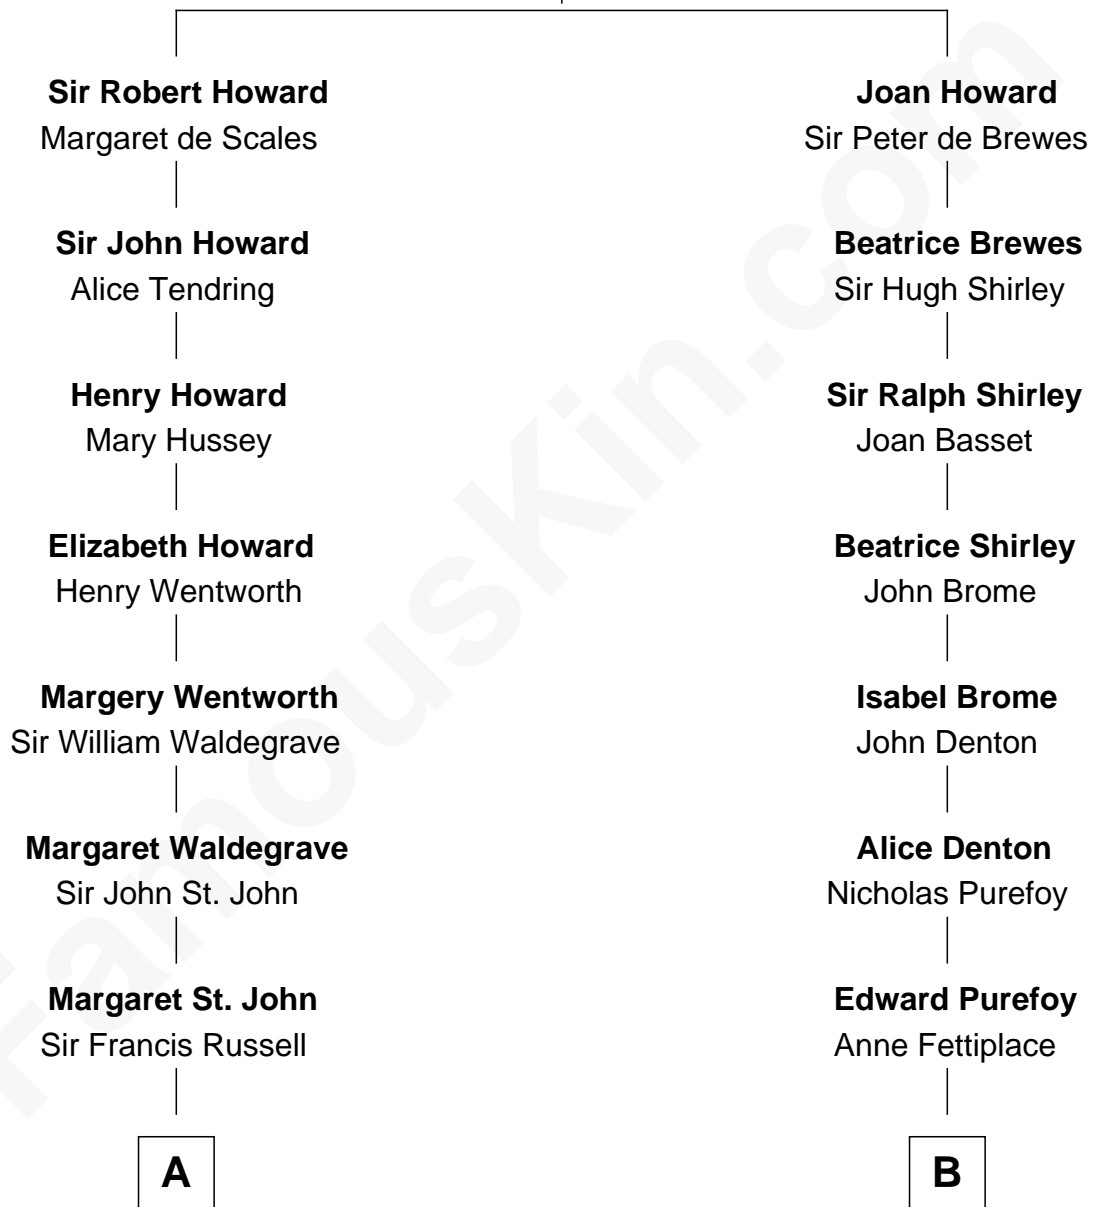 Sir Robert Howard
Margaret de Scales
Sir John Howard
Alice Tendring
Henry Howard
Mary Hussey
Elizabeth Howard
Henry Wentworth
Margery Wentworth
Sir William Waldegrave
Margaret Waldegrave
Sir John St. John
Margaret St. John
Sir Francis Russell
A
Joan Howard
Sir Peter de Brewes
Beatrice Brewes
Sir Hugh Shirley
Sir Ralph Shirley
Joan Basset
Beatrice Shirley
John Brome
Isabel Brome
John Denton
Alice Denton
Nicholas Purefoy
Edward Purefoy
Anne Fettiplace
B
FamousKin.com